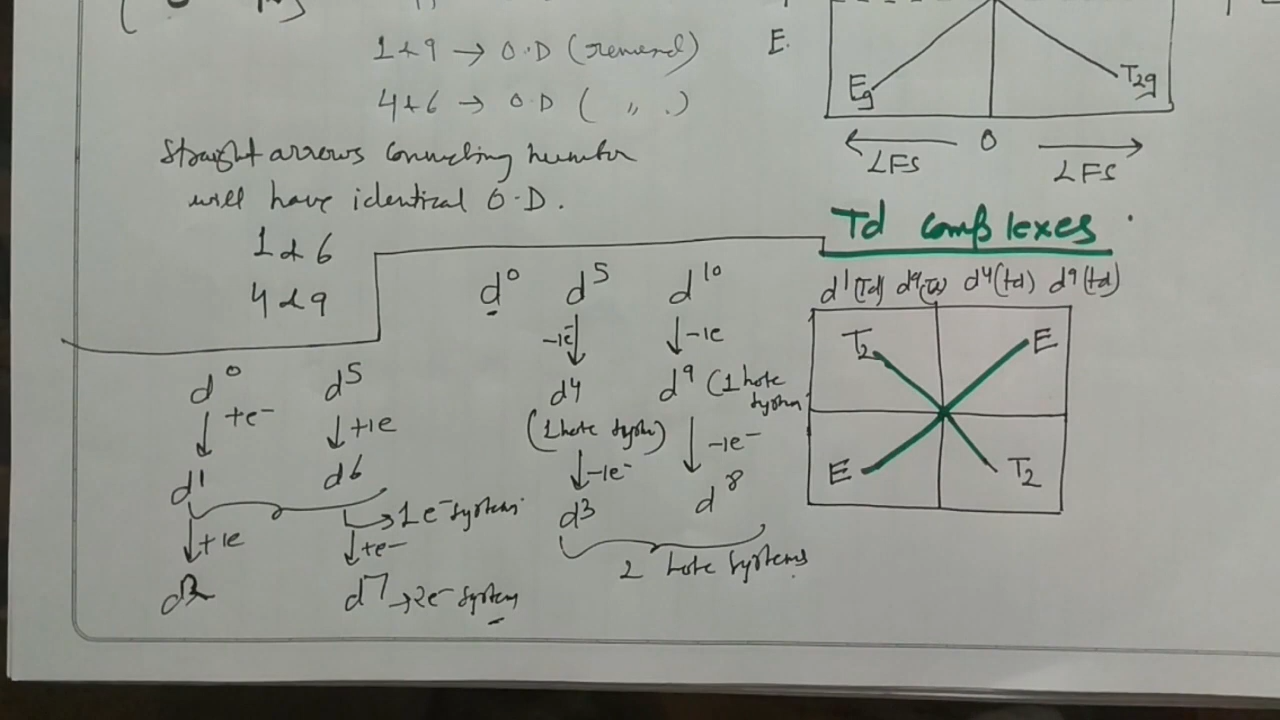 1 & 9 → O.D (reversed)
4 & 6 → O.D ( " . )
Straight arrows connecting number
will have identical O.D.
1 & 6
4 & 9
E.
Eg
T2g
LFS
0
LFS
Td complexes
d¹(Td) d⁹(Td) d⁴(td) d⁹(td)
T2
E
E
T2
d⁰ d⁵ d¹⁰
-1e⁻ -1e
d⁴ d⁹ (1 hole system
(1 hole system) -1e⁻
-1e⁻
d³ d⁸
2 hole systems
d⁰ d⁵
+e⁻ +1e
d¹ d⁶
→ 1e⁻ systems
+1e +e⁻
d² d⁷ → 2e⁻ system